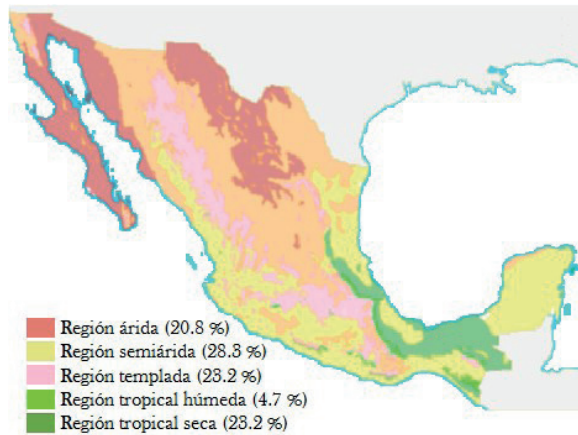 Región árida (20.8 %)
Región semiárida (28.3 %)
Región templada (23.2 %)
Región tropical húmeda (4.7 %)
Región tropical seca (23.2 %)